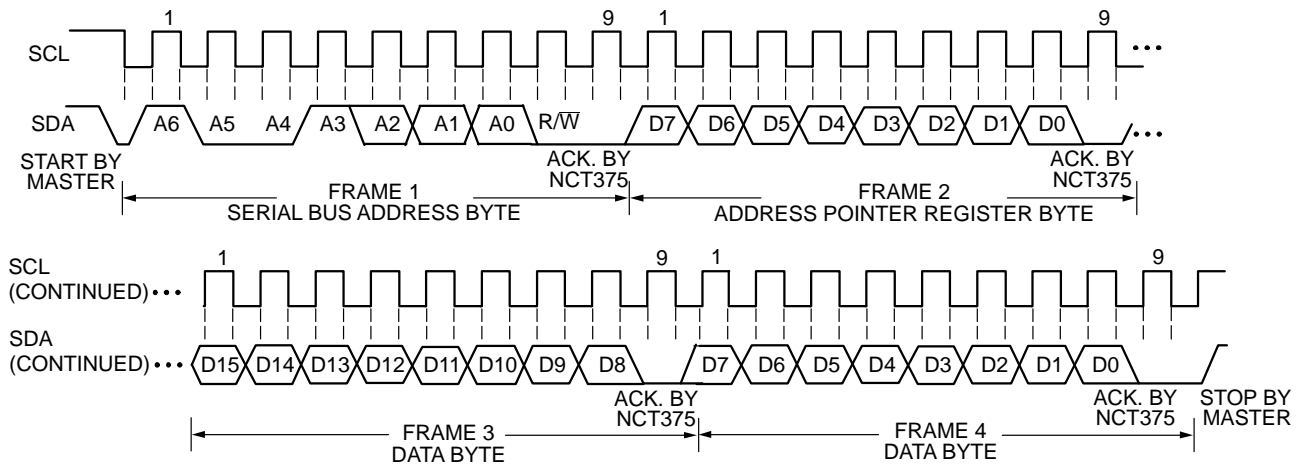 1 9 1 9
SCL
SDA A6 A5 A4 A3 A2 A1 A0 R/W̅ D7 D6 D5 D4 D3 D2 D1 D0
START BY MASTER
ACK. BY NCT375
ACK. BY NCT375
FRAME 1
SERIAL BUS ADDRESS BYTE
FRAME 2
ADDRESS POINTER REGISTER BYTE
1 9 1 9
SCL
(CONTINUED)
SDA
(CONTINUED) D15 D14 D13 D12 D11 D10 D9 D8 D7 D6 D5 D4 D3 D2 D1 D0
ACK. BY NCT375
ACK. BY NCT375
STOP BY MASTER
FRAME 3
DATA BYTE
FRAME 4
DATA BYTE